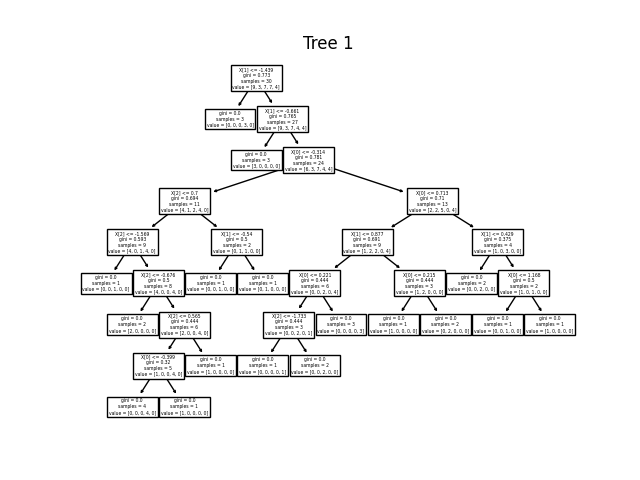 Tree 1
X[1] <= -1.439
gini = 0.773
samples = 30
value = [9, 3, 7, 7, 4]
gini = 0.0
samples = 3
value = [0, 0, 0, 3, 0]
X[1] <= -0.661
gini = 0.765
samples = 27
value = [9, 3, 7, 4, 4]
gini = 0.0
samples = 3
value = [3, 0, 0, 0, 0]
X[0] <= -0.314
gini = 0.781
samples = 24
value = [6, 3, 7, 4, 4]
X[2] <= 0.7
gini = 0.694
samples = 11
value = [4, 1, 2, 4, 0]
X[0] <= 0.713
gini = 0.71
samples = 13
value = [2, 2, 5, 0, 4]
X[2] <= -1.569
gini = 0.593
samples = 9
value = [4, 0, 1, 4, 0]
X[1] <= -0.54
gini = 0.5
samples = 2
value = [0, 1, 1, 0, 0]
X[1] <= 0.877
gini = 0.691
samples = 9
value = [1, 2, 2, 0, 4]
X[1] <= 0.429
gini = 0.375
samples = 4
value = [1, 0, 3, 0, 0]
gini = 0.0
samples = 1
value = [0, 0, 1, 0, 0]
X[2] <= -0.676
gini = 0.5
samples = 8
value = [4, 0, 0, 4, 0]
gini = 0.0
samples = 1
value = [0, 0, 1, 0, 0]
gini = 0.0
samples = 1
value = [0, 1, 0, 0, 0]
X[0] <= 0.221
gini = 0.444
samples = 6
value = [0, 0, 2, 0, 4]
X[0] <= 0.215
gini = 0.444
samples = 3
value = [1, 2, 0, 0, 0]
gini = 0.0
samples = 2
value = [0, 0, 2, 0, 0]
X[0] <= 1.168
gini = 0.5
samples = 2
value = [1, 0, 1, 0, 0]
gini = 0.0
samples = 2
value = [2, 0, 0, 0, 0]
X[2] <= 0.565
gini = 0.444
samples = 6
value = [2, 0, 0, 4, 0]
X[2] <= -1.733
gini = 0.444
samples = 3
value = [0, 0, 2, 0, 1]
gini = 0.0
samples = 3
value = [0, 0, 0, 0, 3]
gini = 0.0
samples = 1
value = [1, 0, 0, 0, 0]
gini = 0.0
samples = 2
value = [0, 2, 0, 0, 0]
gini = 0.0
samples = 1
value = [0, 0, 1, 0, 0]
gini = 0.0
samples = 1
value = [1, 0, 0, 0, 0]
X[0] <= -0.399
gini = 0.32
samples = 5
value = [1, 0, 0, 4, 0]
gini = 0.0
samples = 1
value = [1, 0, 0, 0, 0]
gini = 0.0
samples = 1
value = [0, 0, 0, 0, 1]
gini = 0.0
samples = 2
value = [0, 0, 2, 0, 0]
gini = 0.0
samples = 4
value = [0, 0, 0, 4, 0]
gini = 0.0
samples = 1
value = [1, 0, 0, 0, 0]